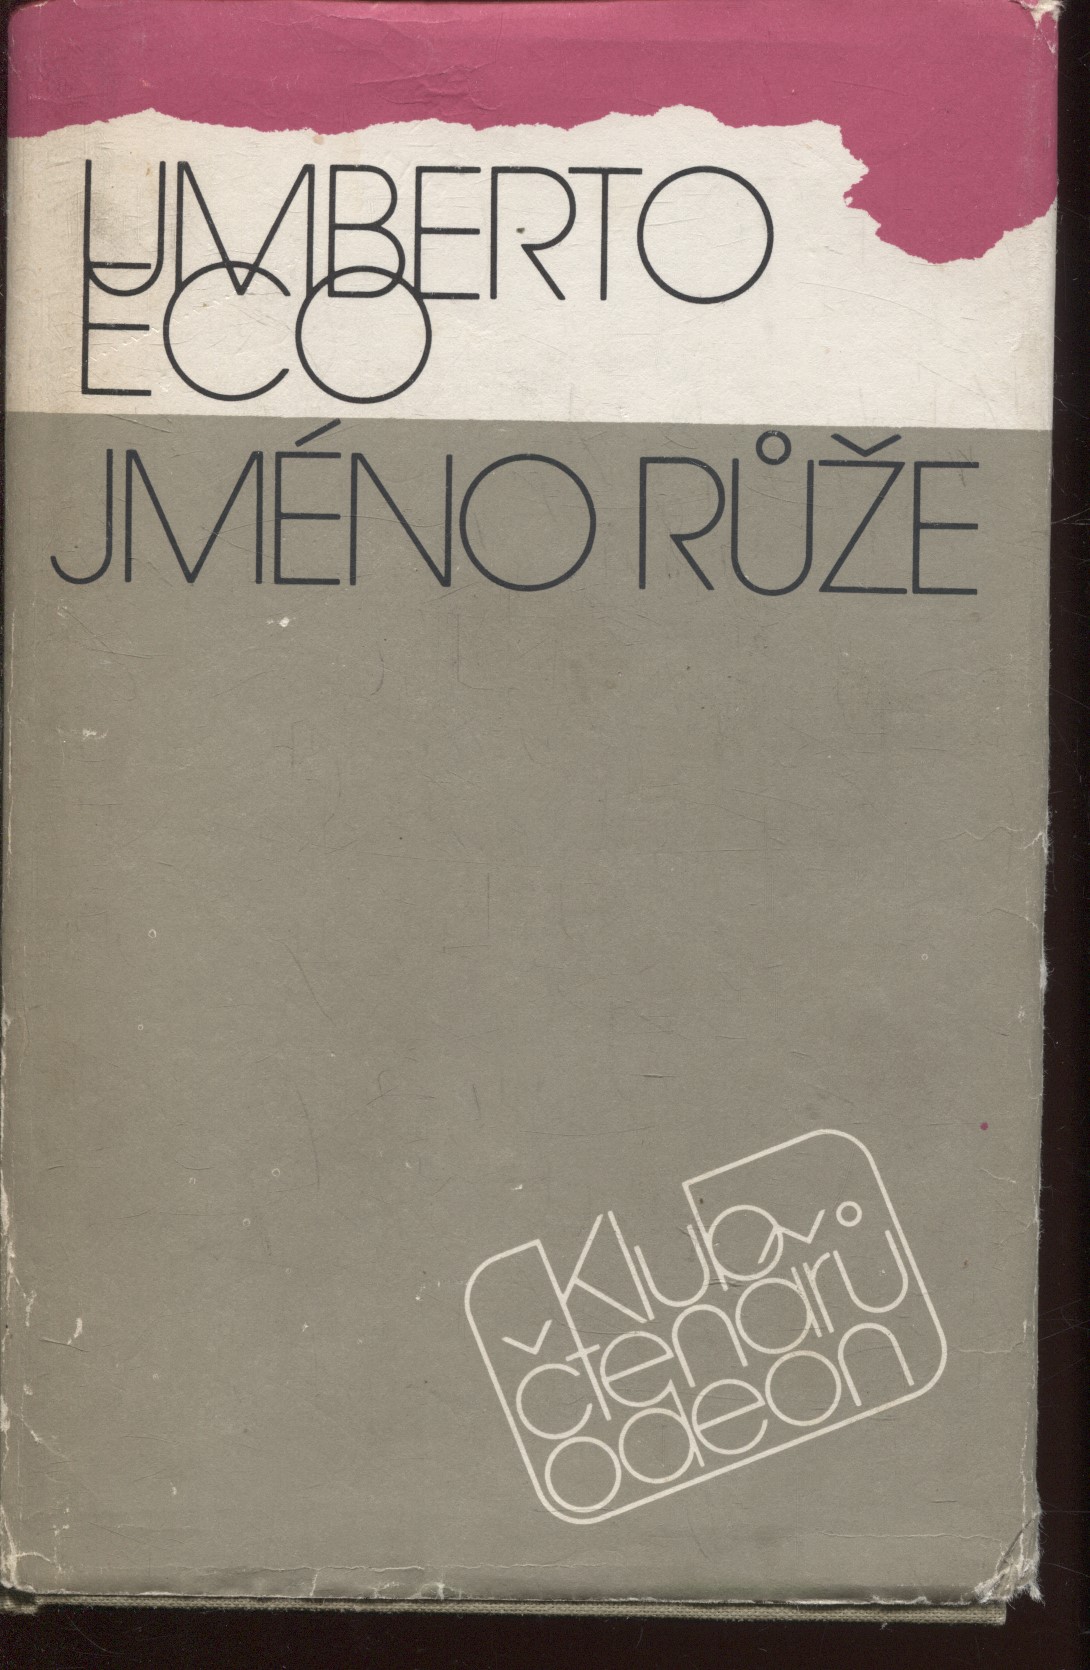 UMBERTO
ECO
JMÉNO RŮŽE
Klub
čtenářů
odeon